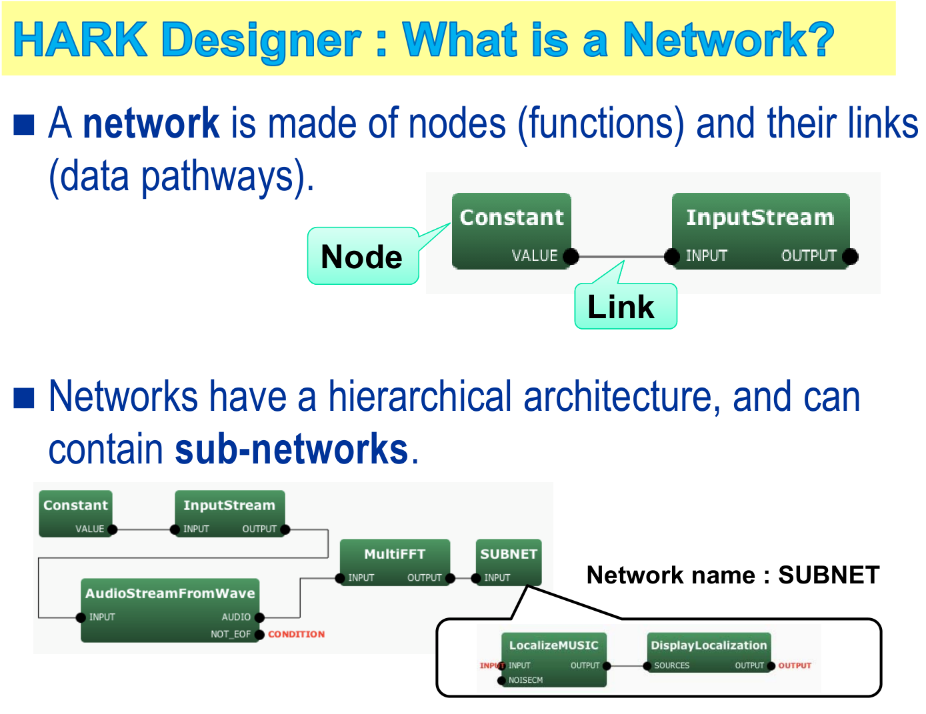 HARK Designer : What is a Network?
■ A network is made of nodes (functions) and their links
(data pathways).
Constant
VALUE
InputStream
INPUT OUTPUT
Node
Link
■ Networks have a hierarchical architecture, and can
contain sub-networks.
Constant
VALUE
InputStream
INPUT OUTPUT
MultiFFT
INPUT OUTPUT
SUBNET
INPUT
AudioStreamFromWave
INPUT AUDIO
NOT_EOF CONDITION
Network name : SUBNET
LocalizeMUSIC
INPUT INPUT OUTPUT
NOISECM
DisplayLocalization
SOURCES OUTPUT OUTPUT